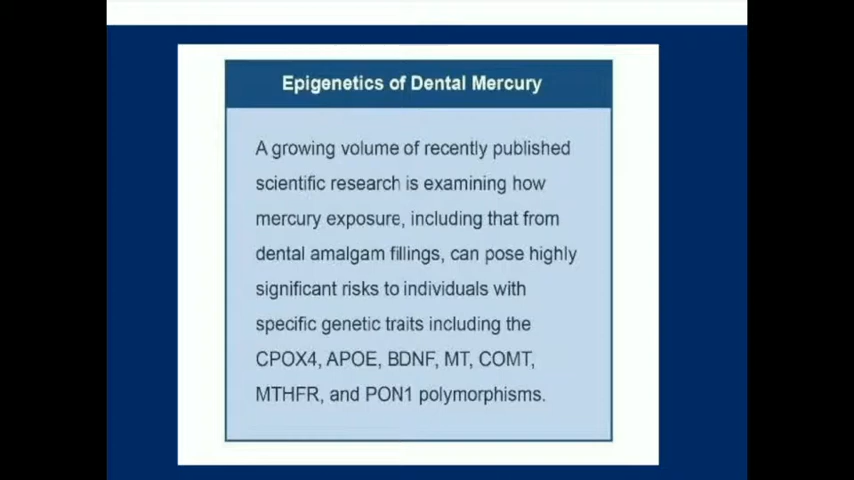 Epigenetics of Dental Mercury
A growing volume of recently published
scientific research is examining how
mercury exposure, including that from
dental amalgam fillings, can pose highly
significant risks to individuals with
specific genetic traits including the
CPOX4, APOE, BDNF, MT, COMT,
MTHFR, and PON1 polymorphisms.